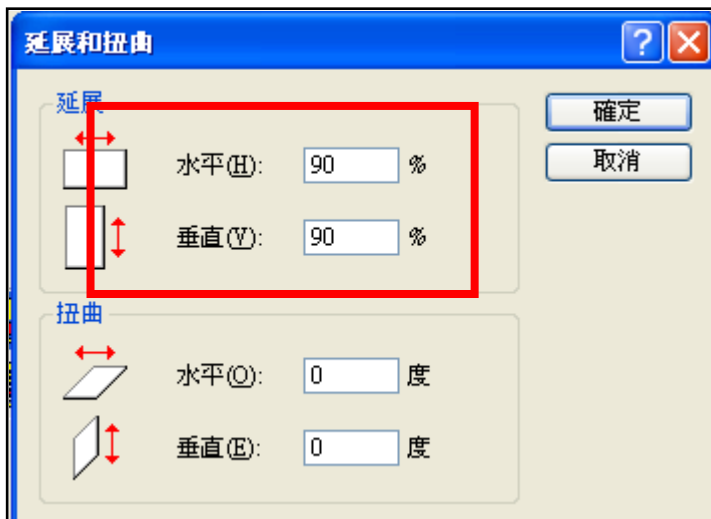 延展和扭曲
延展
水平(H): 90 %
垂直(V): 90 %
扭曲
水平(O): 0 度
垂直(E): 0 度
確定
取消